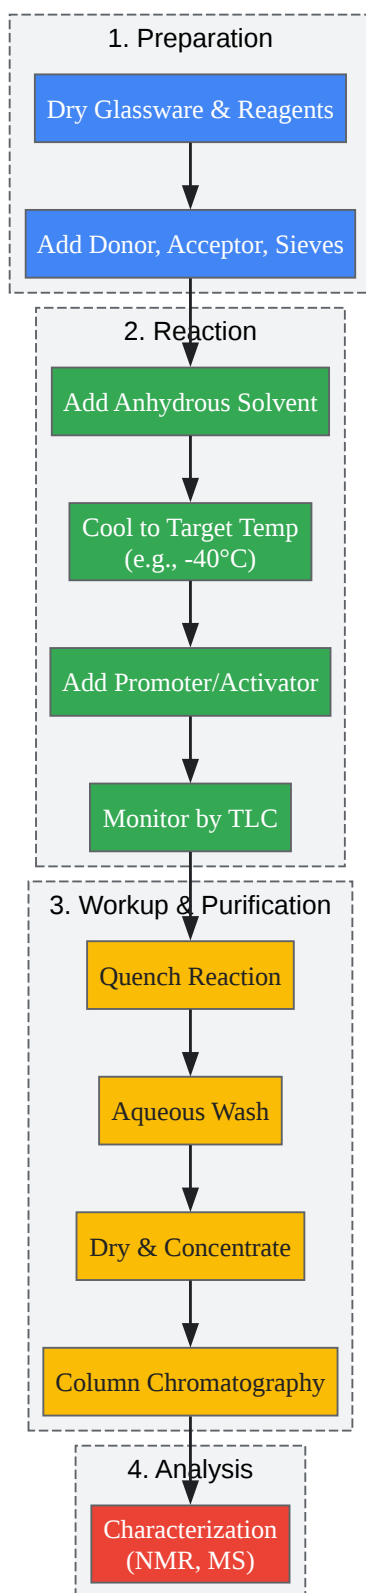 1. Preparation
Dry Glassware & Reagents
Add Donor, Acceptor, Sieves
2. Reaction
Add Anhydrous Solvent
Cool to Target Temp
(e.g., -40°C)
Add Promoter/Activator
Monitor by TLC
3. Workup & Purification
Quench Reaction
Aqueous Wash
Dry & Concentrate
Column Chromatography
4. Analysis
Characterization
(NMR, MS)